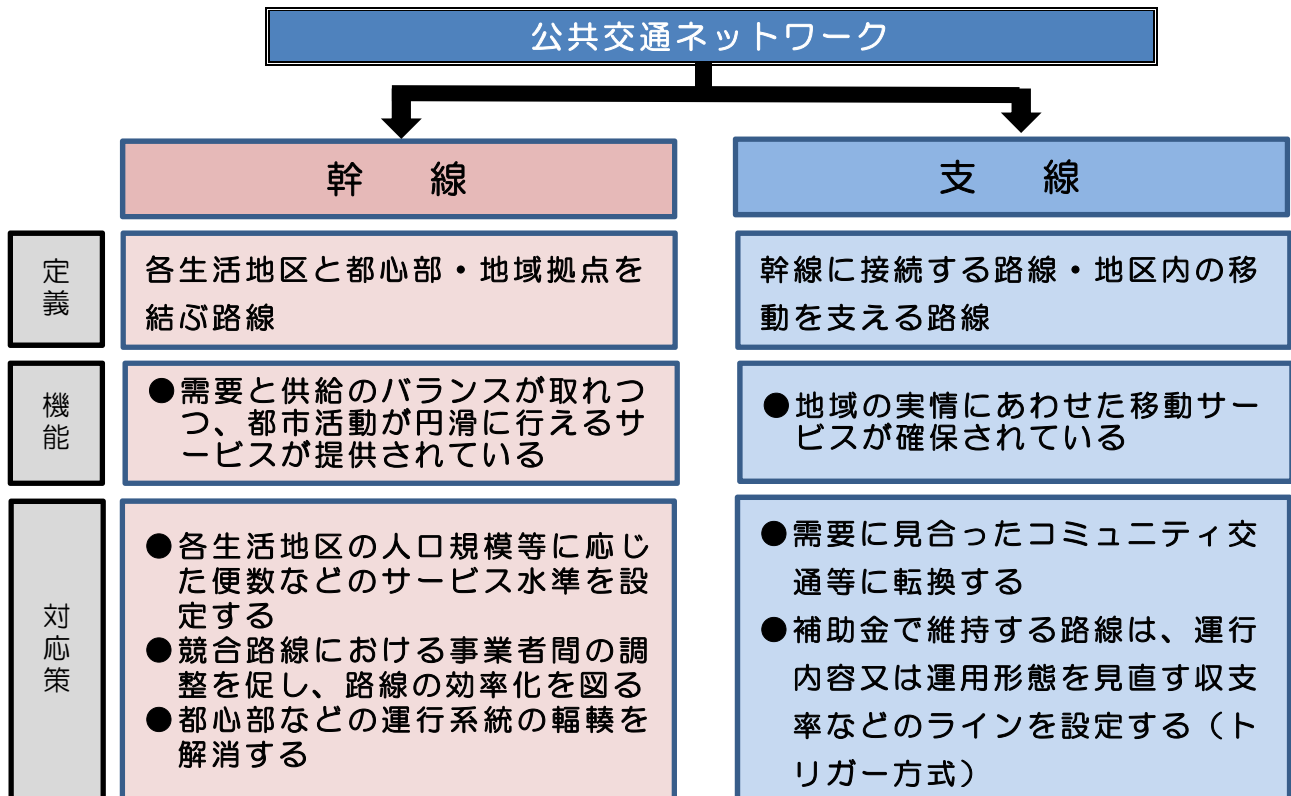 公共交通ネットワーク
幹　線
支　線
定義
各生活地区と都心部・地域拠点を
結ぶ路線
幹線に接続する路線・地区内の移
動を支える路線
機能
●需要と供給のバランスが取れつ
つ、都市活動が円滑に行えるサ
ービスが提供されている
●地域の実情にあわせた移動サー
ビスが確保されている
対応策
●各生活地区の人口規模等に応じ
た便数などのサービス水準を設
定する
●競合路線における事業者間の調
整を促し、路線の効率化を図る
●都心部などの運行系統の輻輳を
解消する
●需要に見合ったコミュニティ交
通等に転換する
●補助金で維持する路線は、運行
内容又は運用形態を見直す収支
率などのラインを設定する（ト
リガー方式）